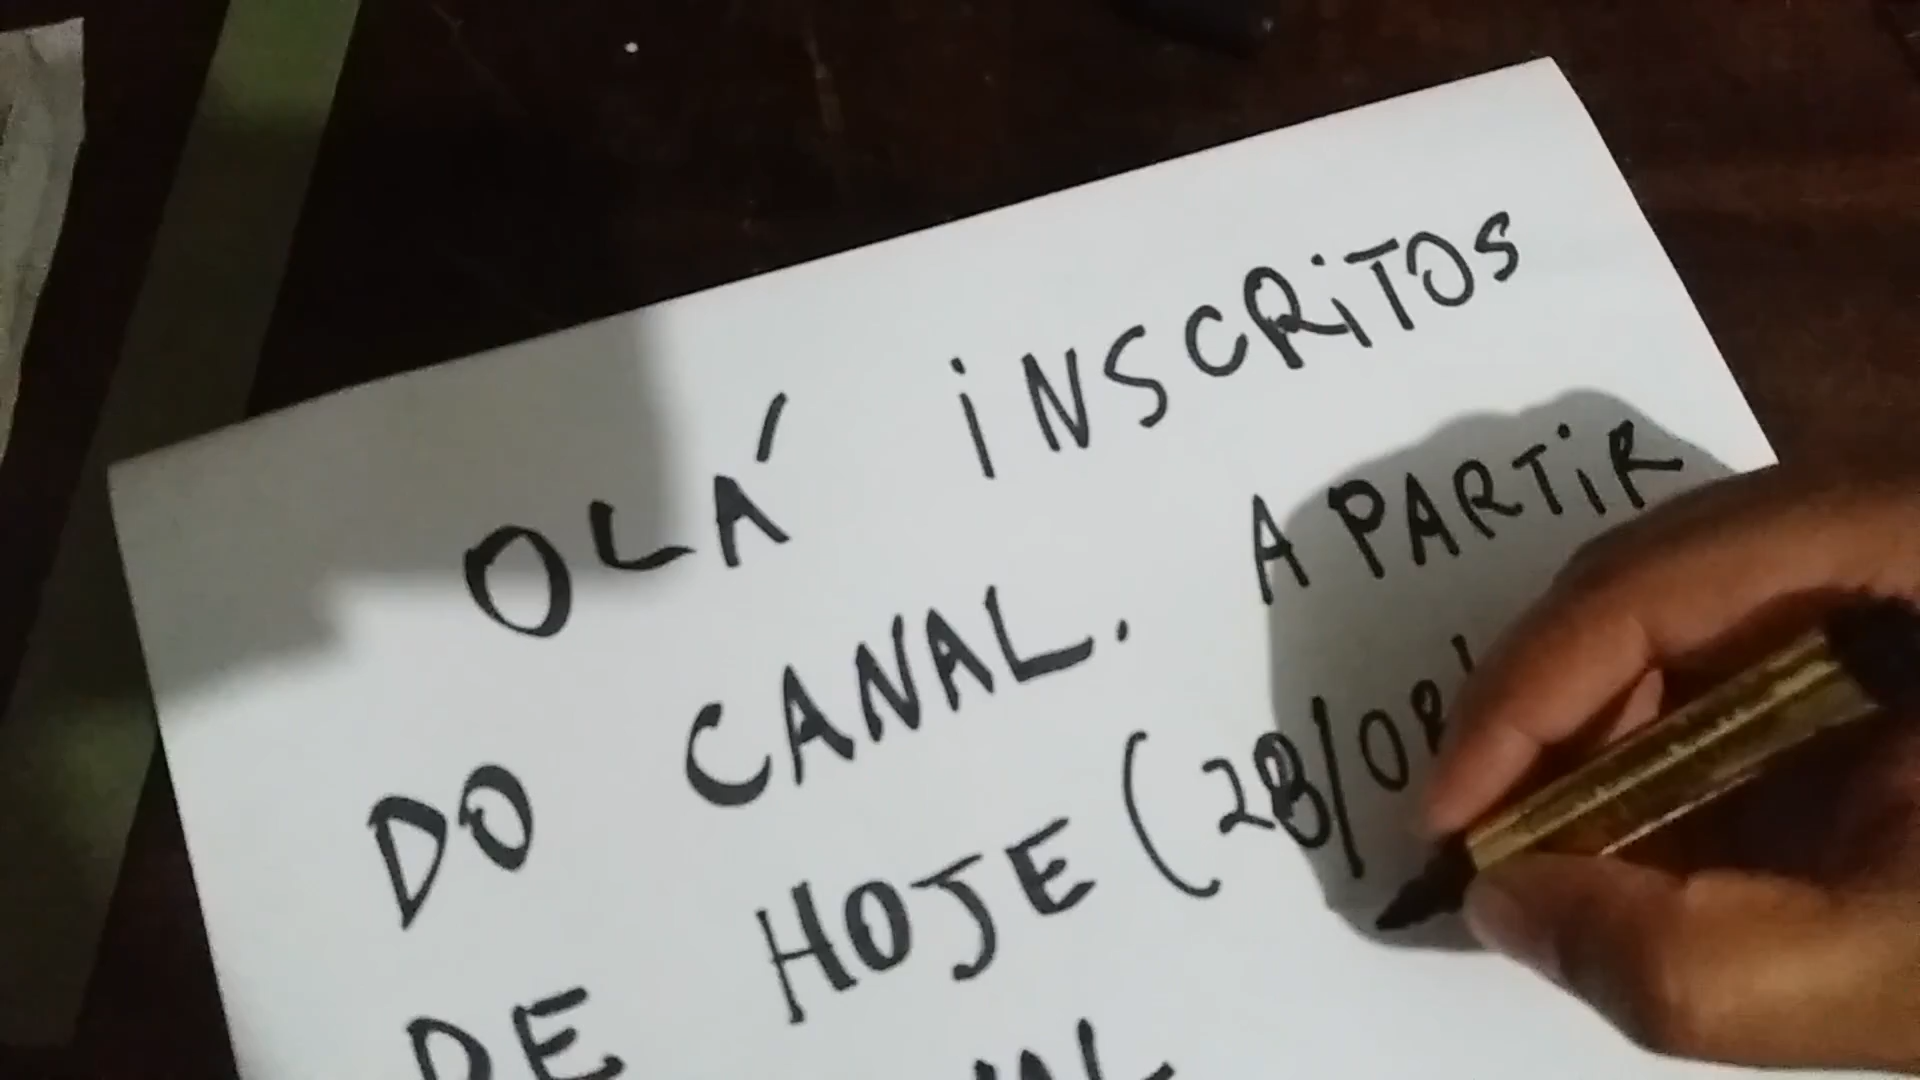 OLÁ INSCRITOS
DO CANAL. A PARTIR
DE HOJE (28/08/